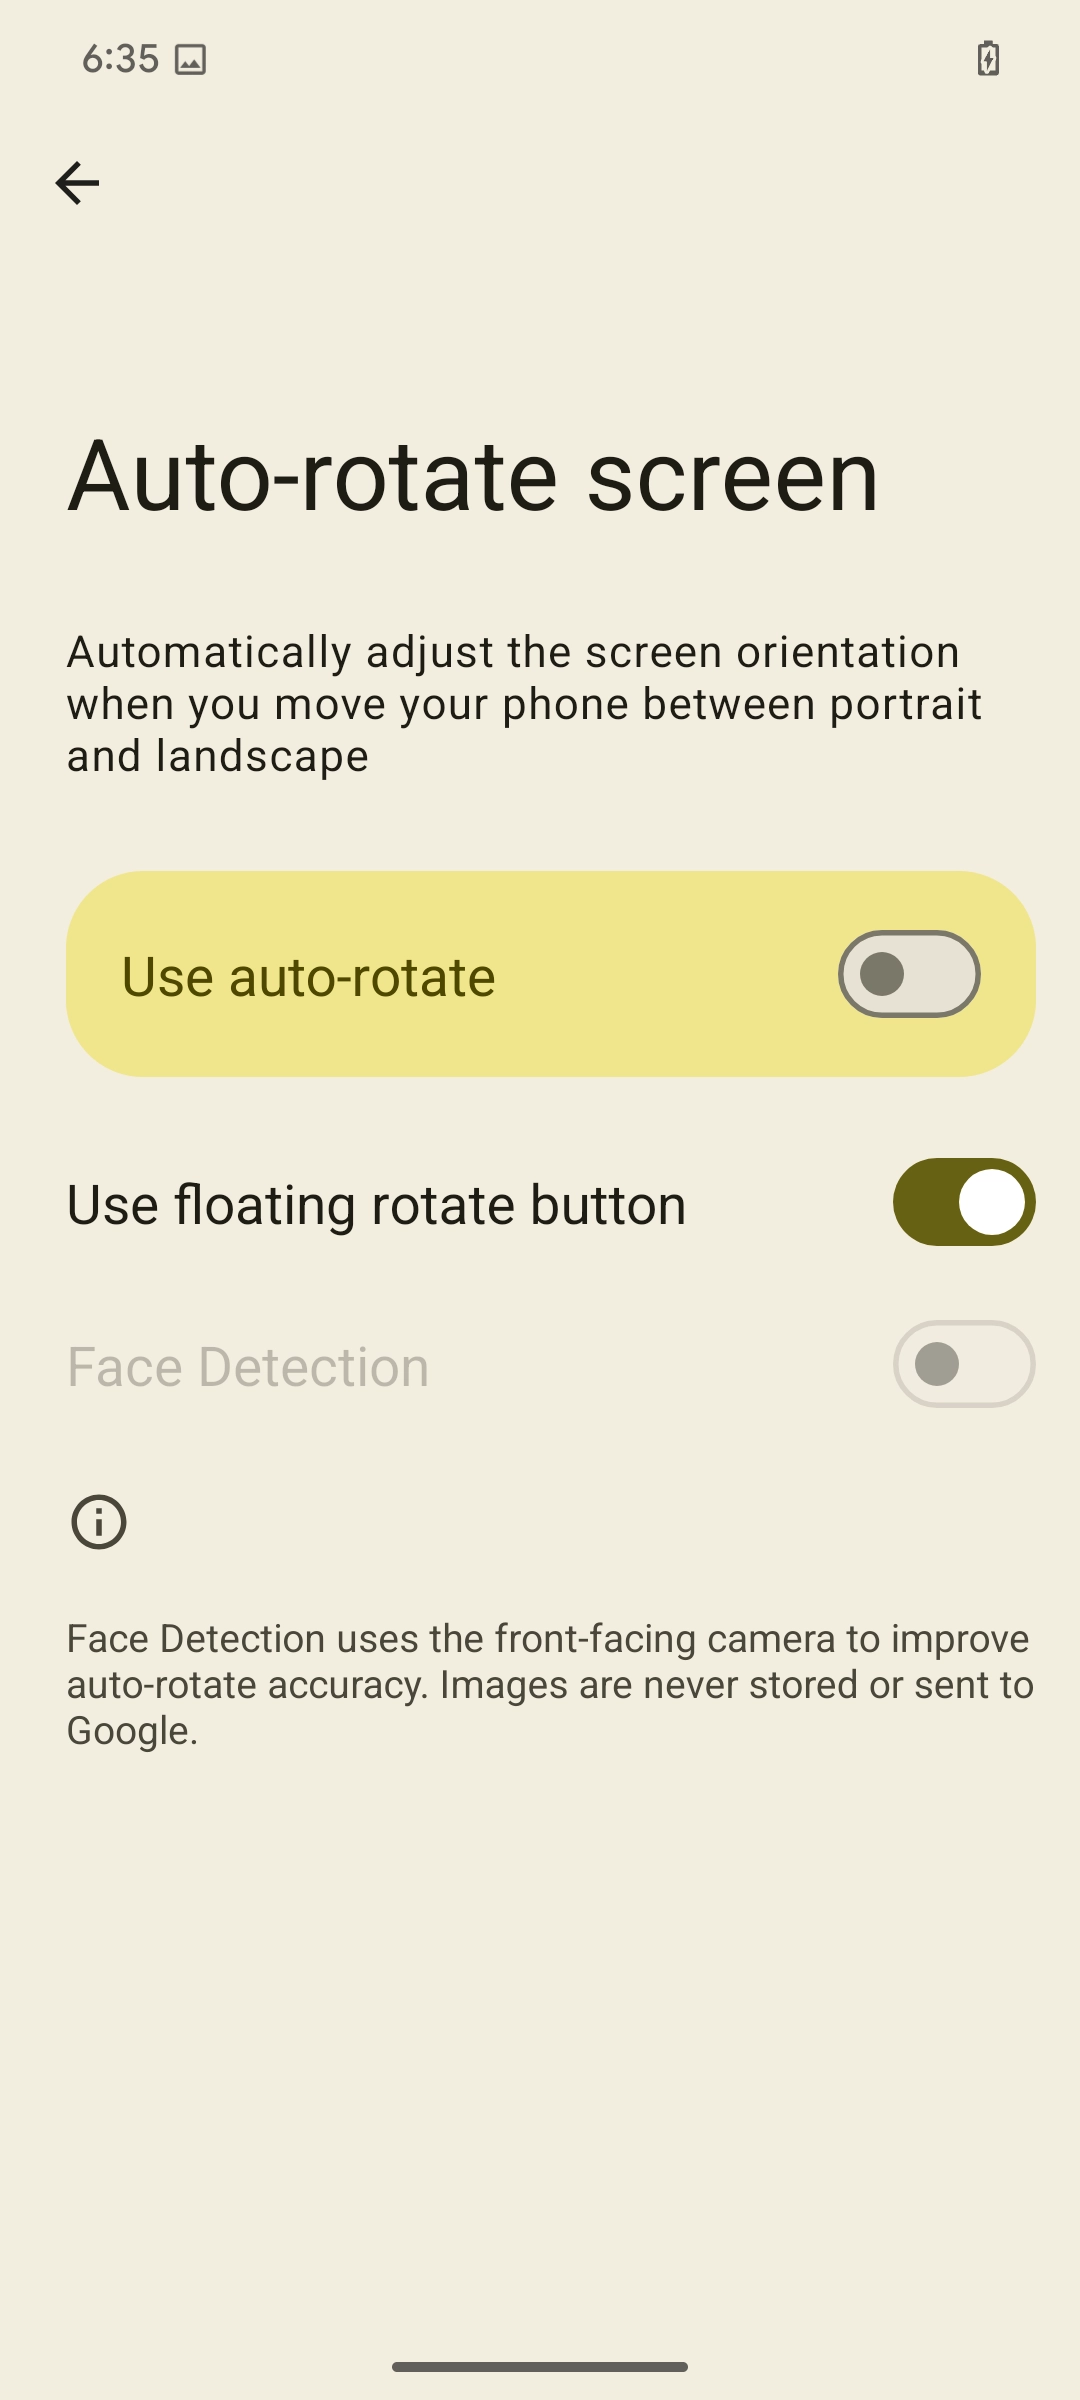 6:35
Auto-rotate screen
Automatically adjust the screen orientation
when you move your phone between portrait
and landscape
Use auto-rotate
Use floating rotate button
Face Detection
Face Detection uses the front-facing camera to improve
auto-rotate accuracy. Images are never stored or sent to
Google.